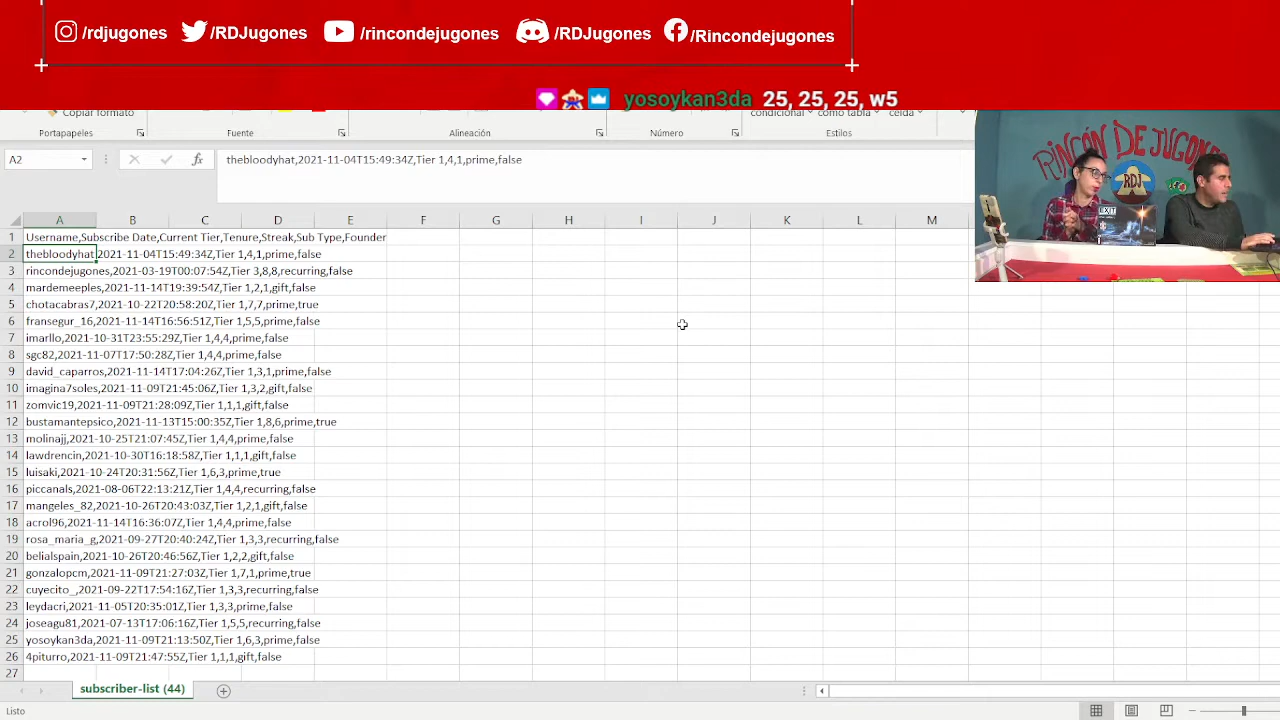 /rdjugones /RDJugones /rincondejugones /RDJugones /Rincondejugones
yosoykan3da 25, 25, 25, w5
Copiar formato
condicional como tabla celda
Portapapeles Fuente Alineación Número Estilos
RINCÓN DE JUGONES
RDJ
EXIT
A2 fx thebloodyhat,2021-11-04T15:49:34Z,Tier 1,4,1,prime,false
A B C D E F G H I J K L M
1 Username,Subscribe Date,Current Tier,Tenure,Streak,Sub Type,Founder
2 thebloodyhat,2021-11-04T15:49:34Z,Tier 1,4,1,prime,false
3 rincondejugones,2021-03-19T00:07:54Z,Tier 3,8,8,recurring,false
4 mardemeeples,2021-11-14T19:39:54Z,Tier 1,2,1,gift,false
5 chotacabras7,2021-10-22T20:58:20Z,Tier 1,7,7,prime,true
6 fransegur_16,2021-11-14T16:56:51Z,Tier 1,5,5,prime,false
7 imarllo,2021-10-31T23:55:29Z,Tier 1,4,4,prime,false
8 sgc82,2021-11-07T17:50:28Z,Tier 1,4,4,prime,false
9 david_caparros,2021-11-14T17:04:26Z,Tier 1,3,1,prime,false
10 imagina7soles,2021-11-09T21:45:06Z,Tier 1,3,2,gift,false
11 zomvic19,2021-11-09T21:28:09Z,Tier 1,1,1,gift,false
12 bustamantepsico,2021-11-13T15:00:35Z,Tier 1,8,6,prime,true
13 molinajj,2021-10-25T21:07:45Z,Tier 1,4,4,prime,false
14 lawdrencin,2021-10-30T16:18:58Z,Tier 1,1,1,gift,false
15 luisaki,2021-10-24T20:31:56Z,Tier 1,6,3,prime,true
16 piccanals,2021-08-06T22:13:21Z,Tier 1,4,4,recurring,false
17 mangeles_82,2021-10-26T20:43:03Z,Tier 1,2,1,gift,false
18 acrol96,2021-11-14T16:36:07Z,Tier 1,4,4,prime,false
19 rosa_maria_g,2021-09-27T20:40:24Z,Tier 1,3,3,recurring,false
20 belialspain,2021-10-26T20:46:56Z,Tier 1,2,2,gift,false
21 gonzalopcm,2021-11-09T21:27:03Z,Tier 1,7,1,prime,true
22 cuyecito_,2021-09-22T17:54:16Z,Tier 1,3,3,recurring,false
23 leydacri,2021-11-05T20:35:01Z,Tier 1,3,3,prime,false
24 joseagu81,2021-07-13T17:06:16Z,Tier 1,5,5,recurring,false
25 yosoykan3da,2021-11-09T21:13:50Z,Tier 1,6,3,prime,false
26 4piturro,2021-11-09T21:47:55Z,Tier 1,1,1,gift,false
27
subscriber-list (44)
Listo